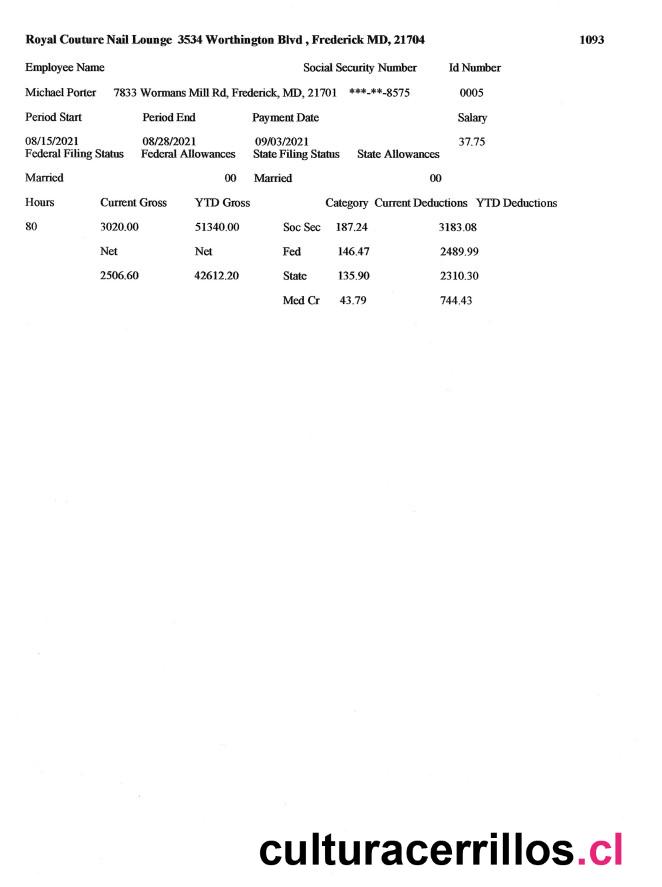 Royal Couture Nail Lounge 3534 Worthington Blvd , Frederick MD, 21704 1093
Employee Name Social Security Number Id Number
Michael Porter 7833 Wormans Mill Rd, Frederick, MD, 21701 ***-**-8575 0005
Period Start Period End Payment Date Salary
08/15/2021 08/28/2021 09/03/2021 37.75
Federal Filing Status Federal Allowances State Filing Status State Allowances
Married 00 Married 00
Hours Current Gross YTD Gross Category Current Deductions YTD Deductions
80 3020.00 51340.00 Soc Sec 187.24 3183.08
Net Net Fed 146.47 2489.99
2506.60 42612.20 State 135.90 2310.30
Med Cr 43.79 744.43
culturacerrillos.cl